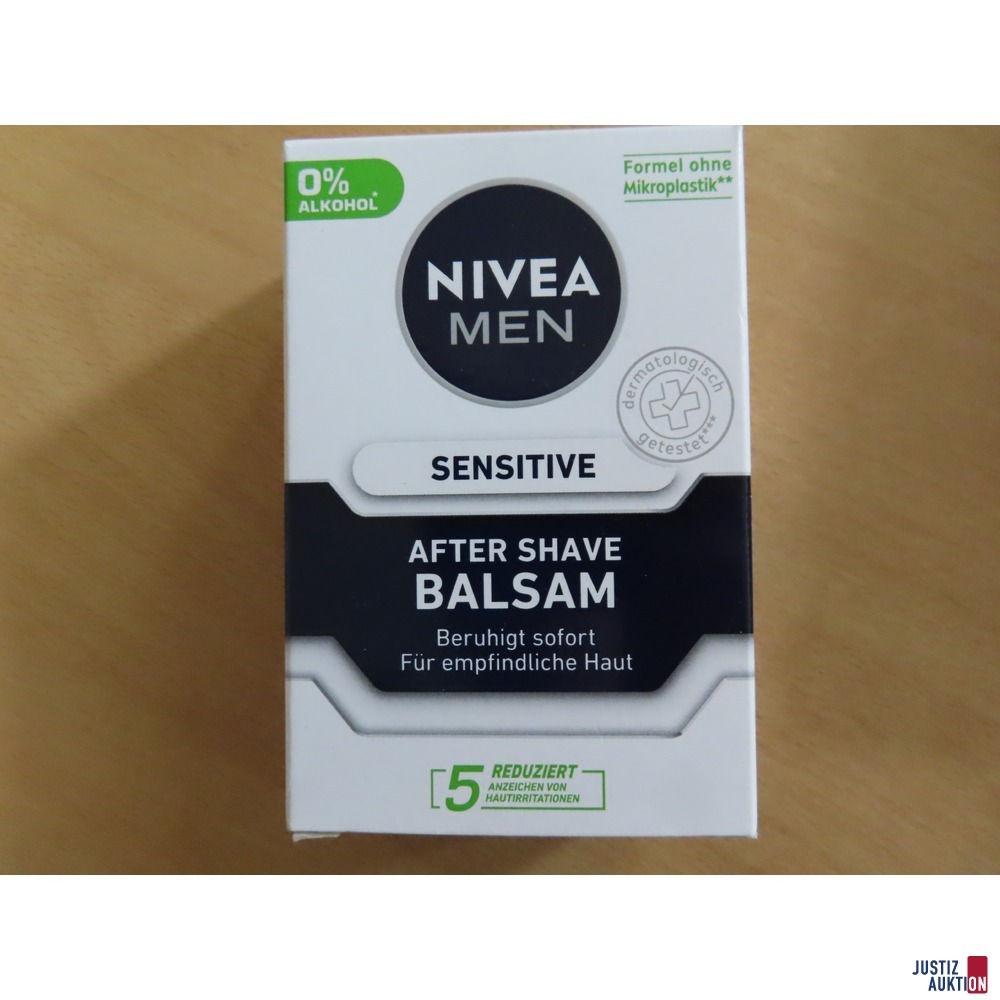 0%
ALKOHOL*
Formel ohne
Mikroplastik**
NIVEA
MEN
dermatologisch
getestet***
SENSITIVE
AFTER SHAVE
BALSAM
Beruhigt sofort
Für empfindliche Haut
5 REDUZIERT
ANZEICHEN VON
HAUTIRRITATIONEN
JUSTIZ
AUKTION